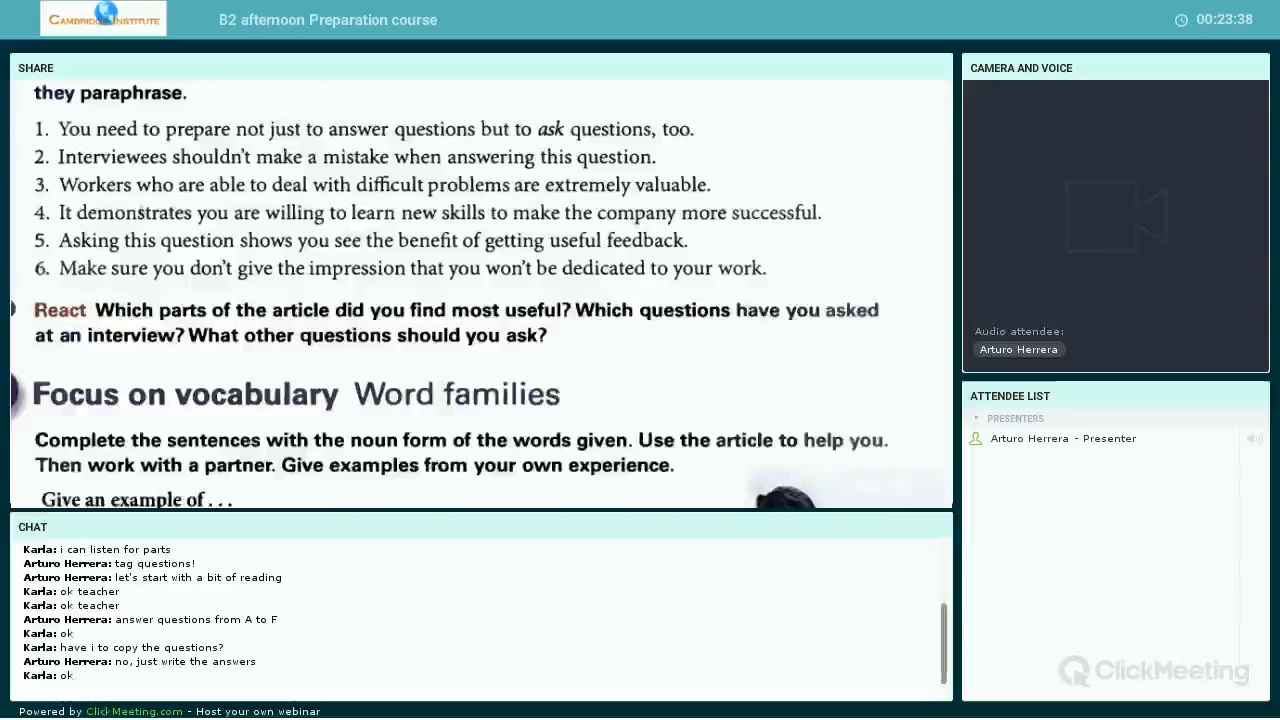 CAMBRIDGE INSTITUTE
B2 afternoon Preparation course
00:23:38
SHARE
they paraphrase.
1. You need to prepare not just to answer questions but to ask questions, too.
2. Interviewees shouldn't make a mistake when answering this question.
3. Workers who are able to deal with difficult problems are extremely valuable.
4. It demonstrates you are willing to learn new skills to make the company more successful.
5. Asking this question shows you see the benefit of getting useful feedback.
6. Make sure you don't give the impression that you won't be dedicated to your work.
React Which parts of the article did you find most useful? Which questions have you asked
at an interview? What other questions should you ask?
Focus on vocabulary Word families
Complete the sentences with the noun form of the words given. Use the article to help you.
Then work with a partner. Give examples from your own experience.
Give an example of . . .
CHAT
Karla: i can listen for parts
Arturo Herrera: tag questions!
Arturo Herrera: let's start with a bit of reading
Karla: ok teacher
Karla: ok teacher
Arturo Herrera: answer questions from A to F
Karla: ok
Karla: have i to copy the questions?
Arturo Herrera: no, just write the answers
Karla: ok
CAMERA AND VOICE
Audio attendee:
Arturo Herrera
ATTENDEE LIST
PRESENTERS
Arturo Herrera - Presenter
ClickMeeting
Powered by ClickMeeting.com - Host your own webinar